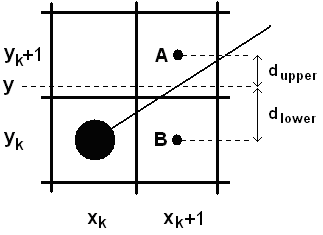 yk+1 A
y dupper
dlower
yk B
xk xk+1